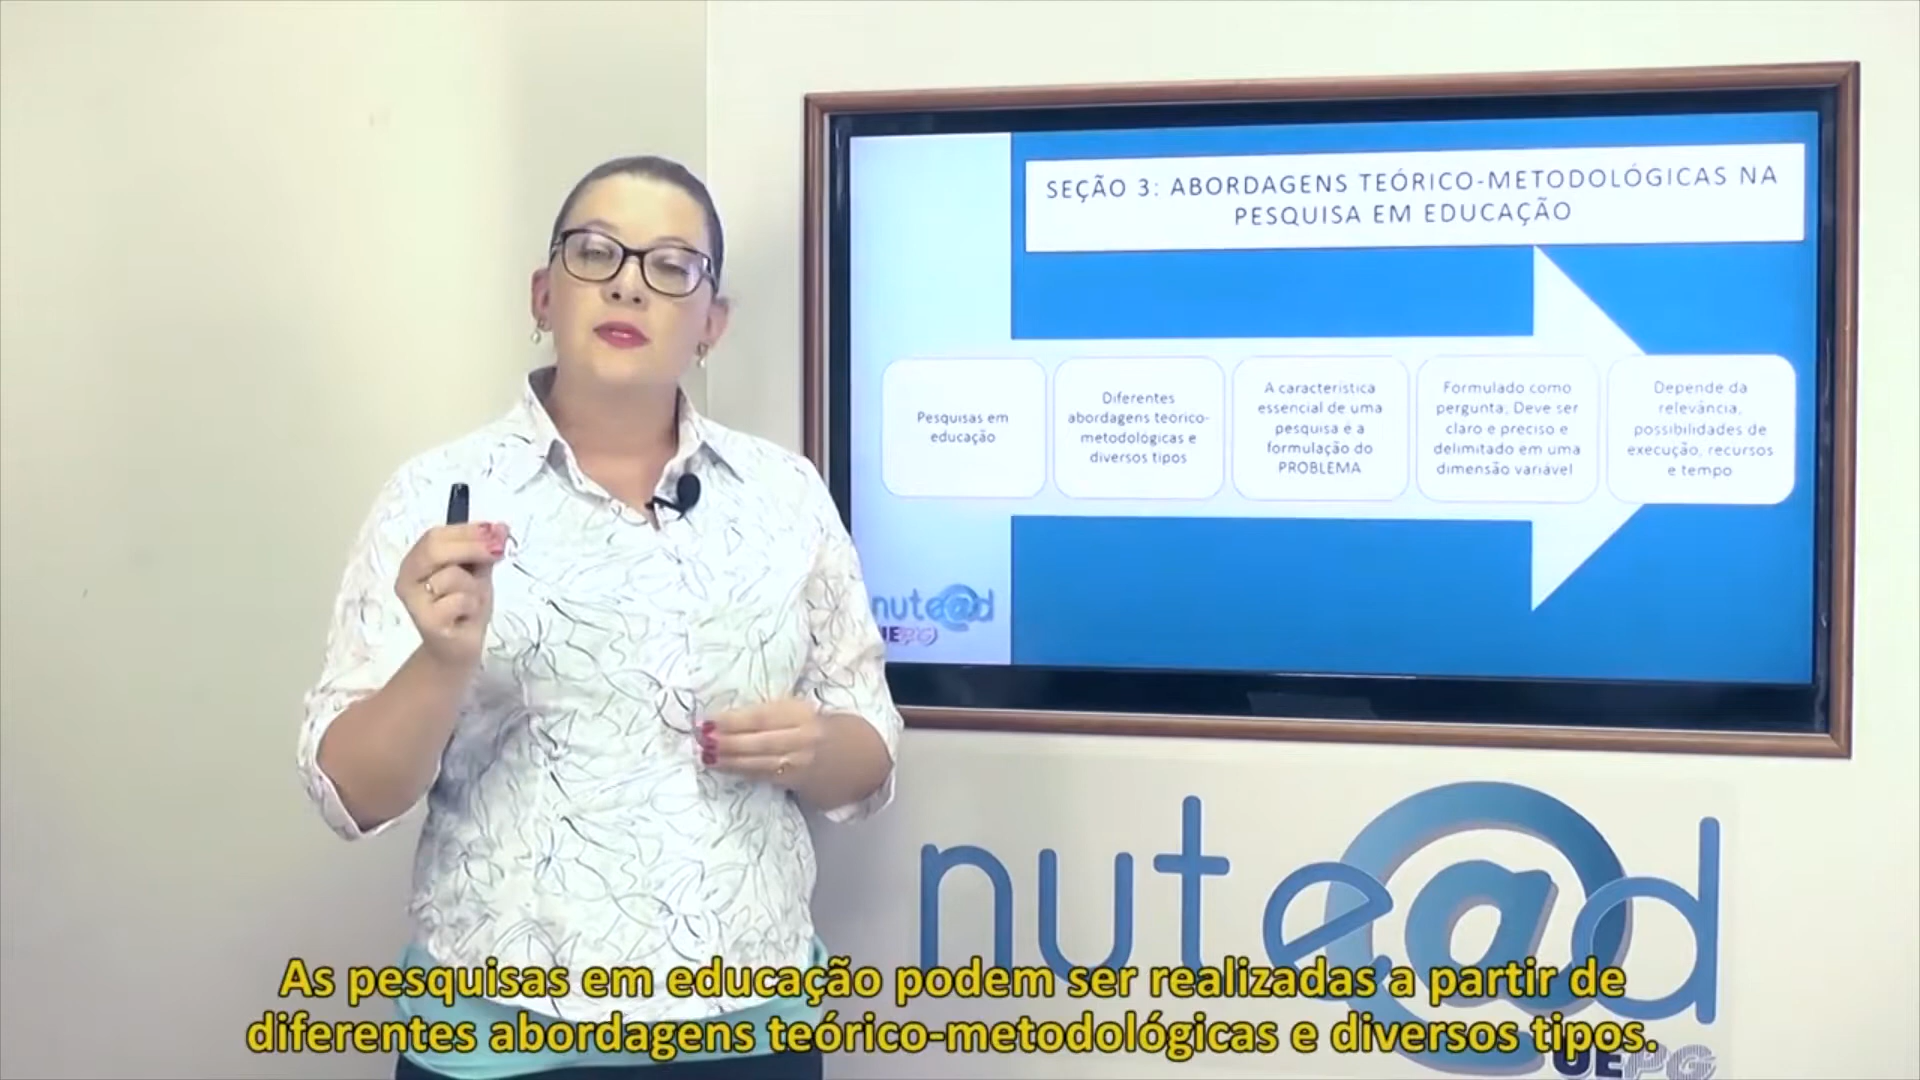 SEÇÃO 3: ABORDAGENS TEÓRICO-METODOLÓGICAS NA
PESQUISA EM EDUCAÇÃO
Pesquisas em
educação
Diferentes
abordagens teórico-
metodológicas e
diversos tipos
A característica
essencial de uma
pesquisa é a
formulação do
PROBLEMA
Formulado como
pergunta; Deve ser
claro e preciso e
delimitado em uma
dimensão variável
Depende da
relevância,
possibilidades de
execução, recursos
e tempo
nute@d
UEPG
nute@d
UEPG
As pesquisas em educação podem ser realizadas a partir de
diferentes abordagens teórico-metodológicas e diversos tipos.